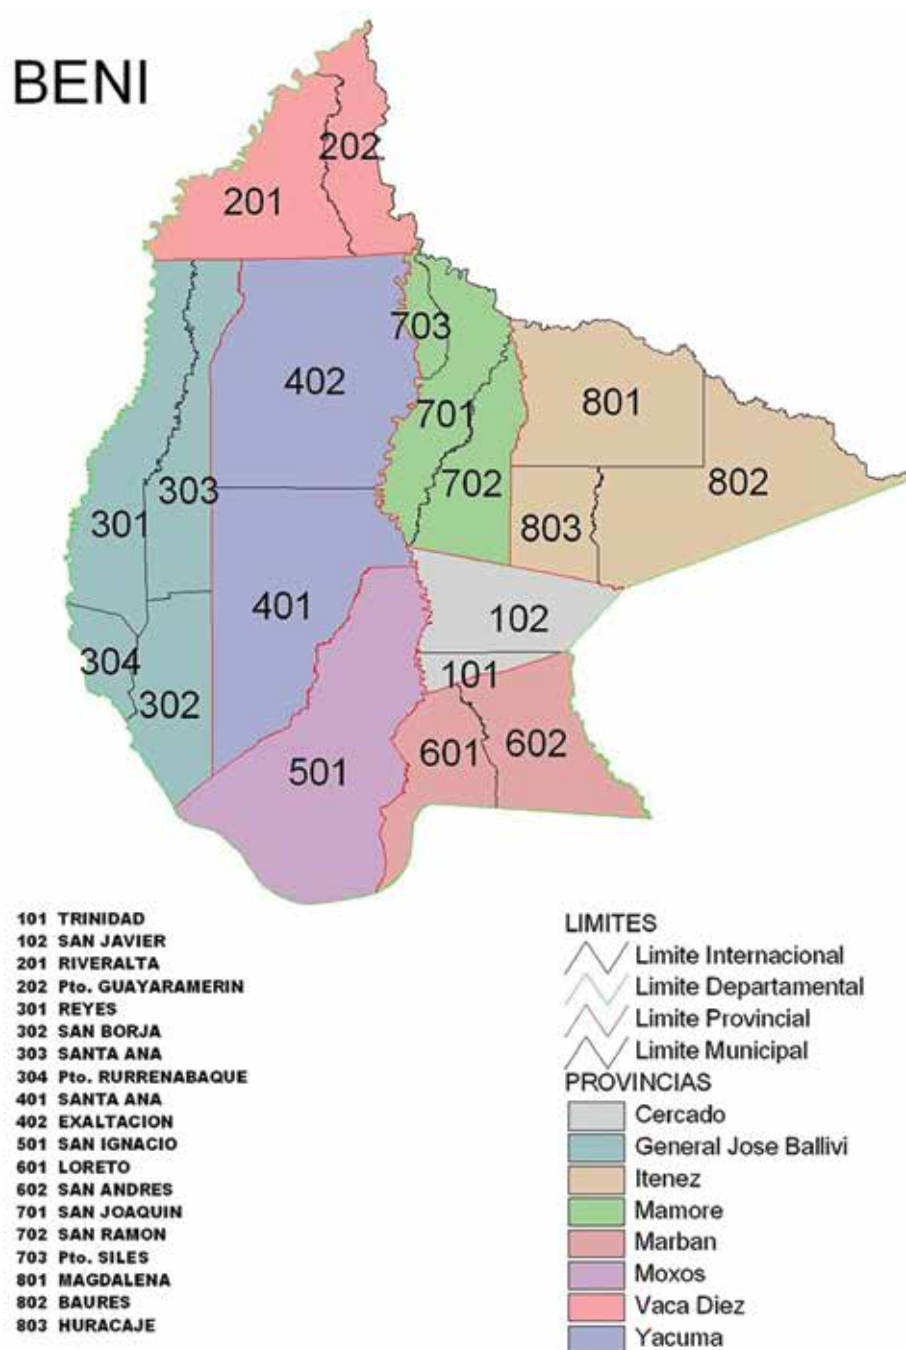 BENI
202
201
703
402
801
701
303
702
802
301
803
401
102
304
101
302
602
601
501
101 TRINIDAD
102 SAN JAVIER
201 RIVERALTA
202 Pto. GUAYARAMERIN
301 REYES
302 SAN BORJA
303 SANTA ANA
304 Pto. RURRENABAQUE
401 SANTA ANA
402 EXALTACION
501 SAN IGNACIO
601 LORETO
602 SAN ANDRES
701 SAN JOAQUIN
702 SAN RAMON
703 Pto. SILES
801 MAGDALENA
802 BAURES
803 HURACAJE
LIMITES
Limite Internacional
Limite Departamental
Limite Provincial
Limite Municipal
PROVINCIAS
Cercado
General Jose Ballivi
Itenez
Mamore
Marban
Moxos
Vaca Diez
Yacuma